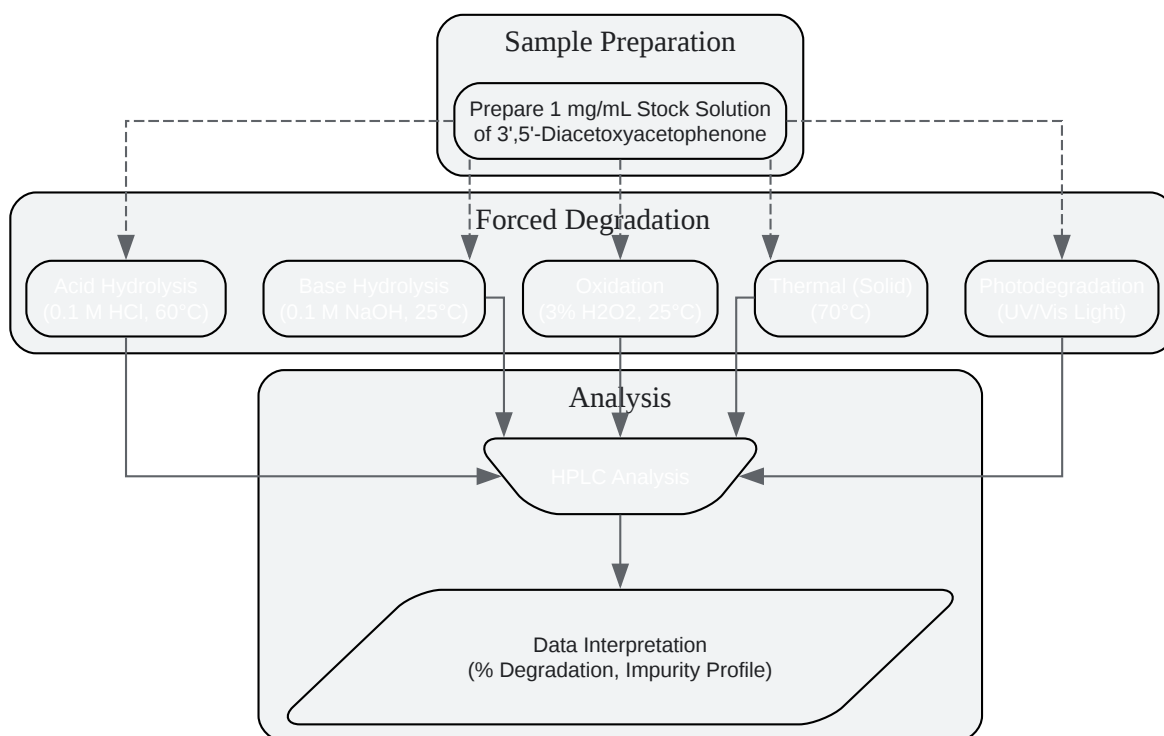 Sample Preparation
Prepare 1 mg/mL Stock Solution
of 3',5'-Diacetoxyacetophenone
Forced Degradation
Acid Hydrolysis
(0.1 M HCl, 60°C)
Base Hydrolysis
(0.1 M NaOH, 25°C)
Oxidation
(3% H2O2, 25°C)
Thermal (Solid)
(70°C)
Photodegradation
(UV/Vis Light)
Analysis
HPLC Analysis
Data Interpretation
(% Degradation, Impurity Profile)